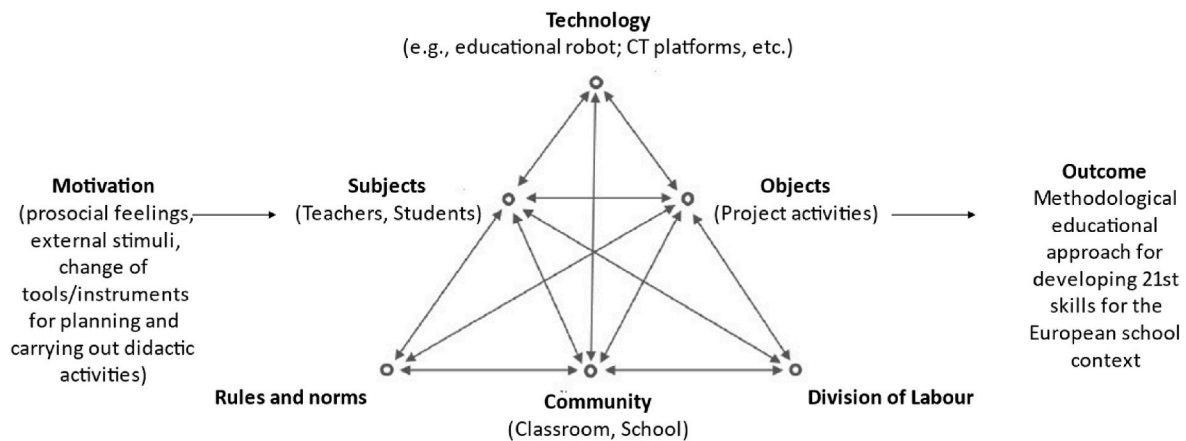 Technology
(e.g., educational robot; CT platforms, etc.)
Motivation
(prosocial feelings,
external stimuli,
change of
tools/instruments
for planning and
carrying out didactic
activities)
Subjects
(Teachers, Students)
Objects
(Project activities)
Outcome
Methodological
educational
approach for
developing 21st
skills for the
European school
context
Rules and norms
Community
(Classroom, School)
Division of Labour